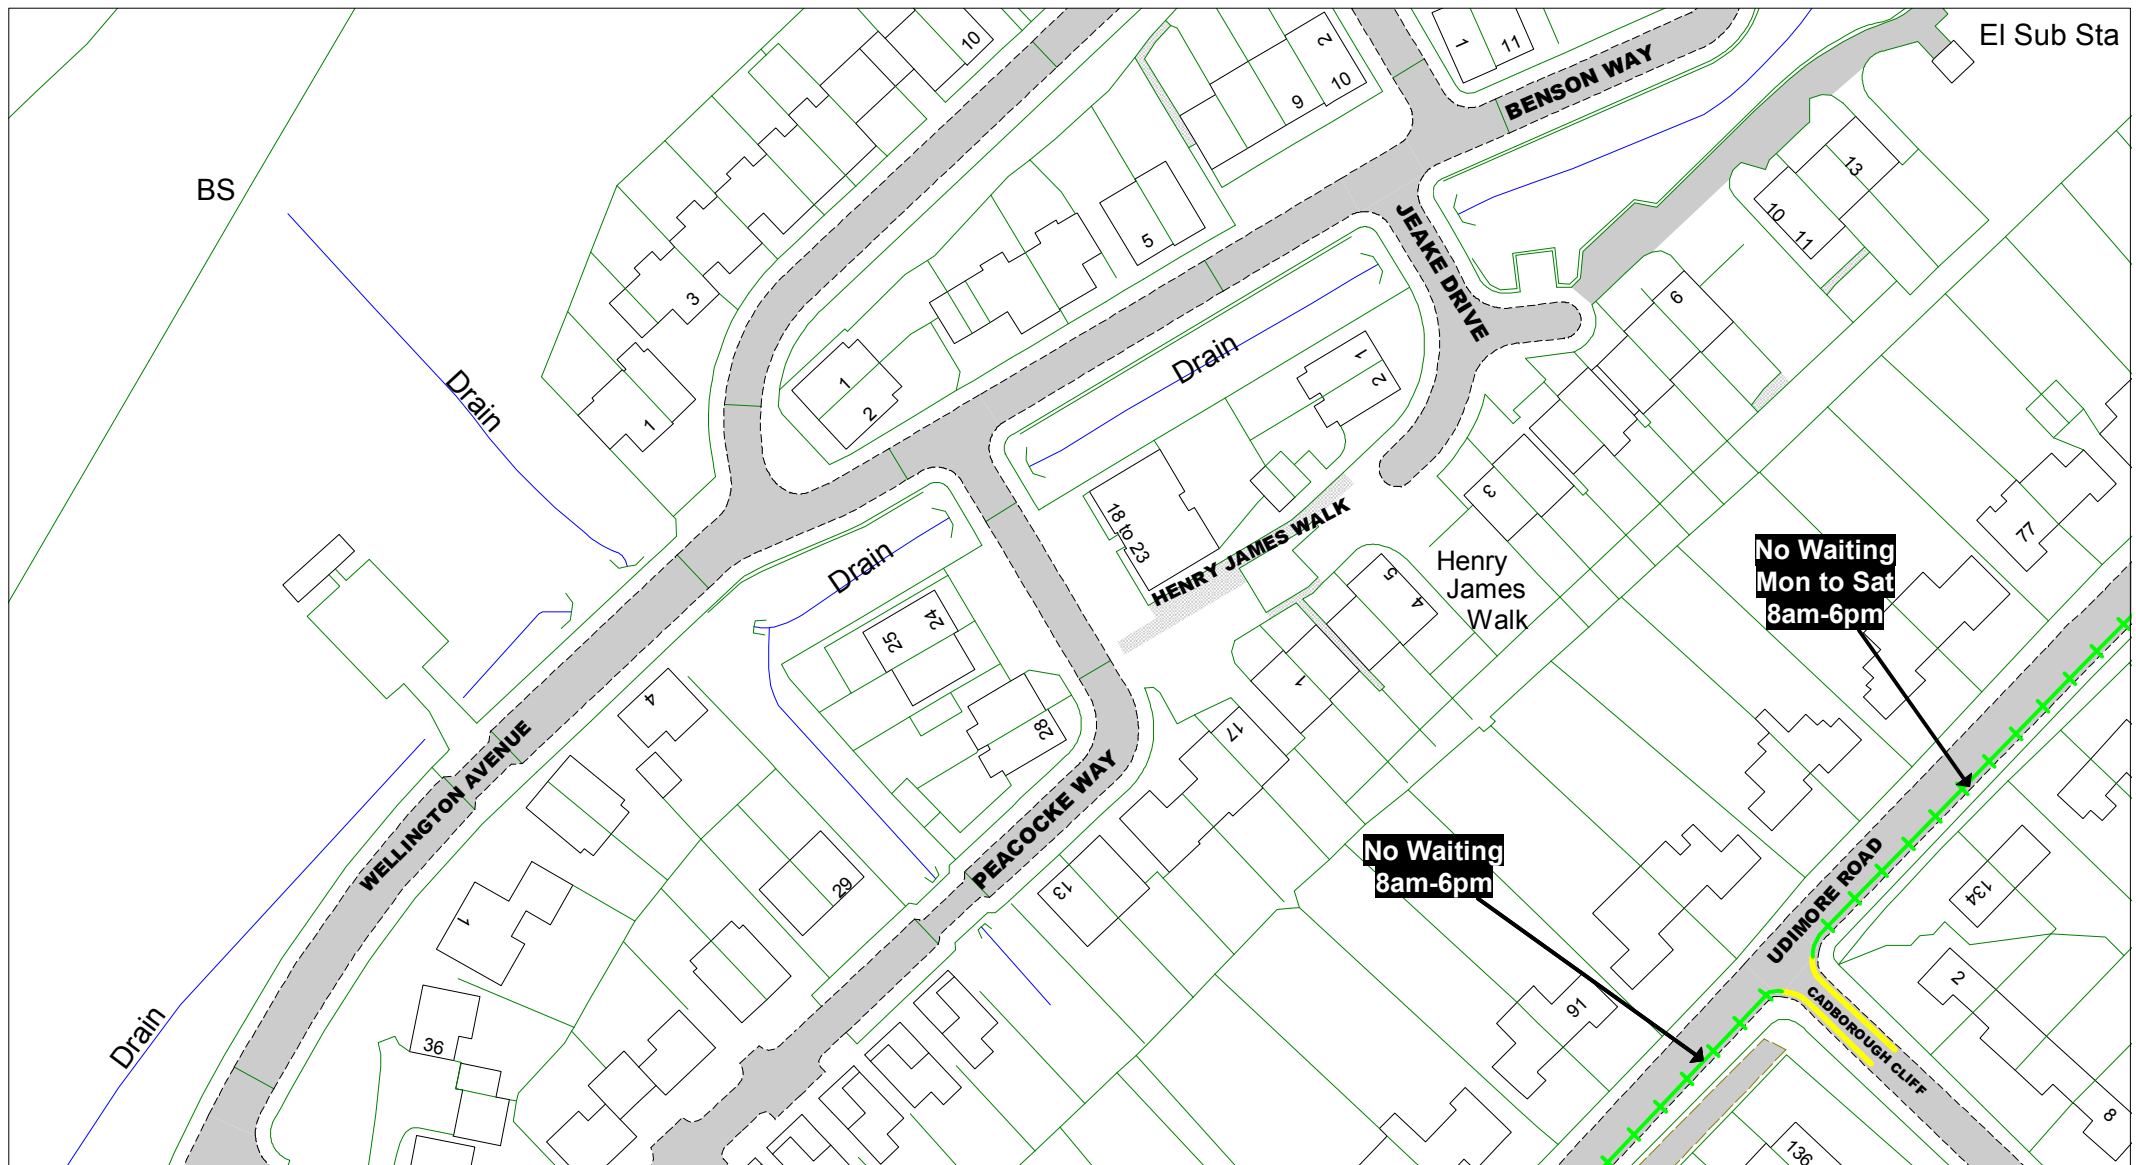 El Sub Sta
10
2
10
9
1
11
BENSON WAY
BS
13
10
11
3
5
JEAKE DRIVE
6
1
2
1
Drain
Drain
1
2
3
18 to 23
HENRY JAMES WALK
Henry
James
Walk
77
No Waiting
Mon to Sat
8am-6pm
Drain
25
24
5
4
1
4
28
17
WELLINGTON AVENUE
PEACOCKE WAY
No Waiting
8am-6pm
UDIMORE ROAD
134
29
13
1
2
91
CADBOROUGH CLIFF
Drain
36
8
136